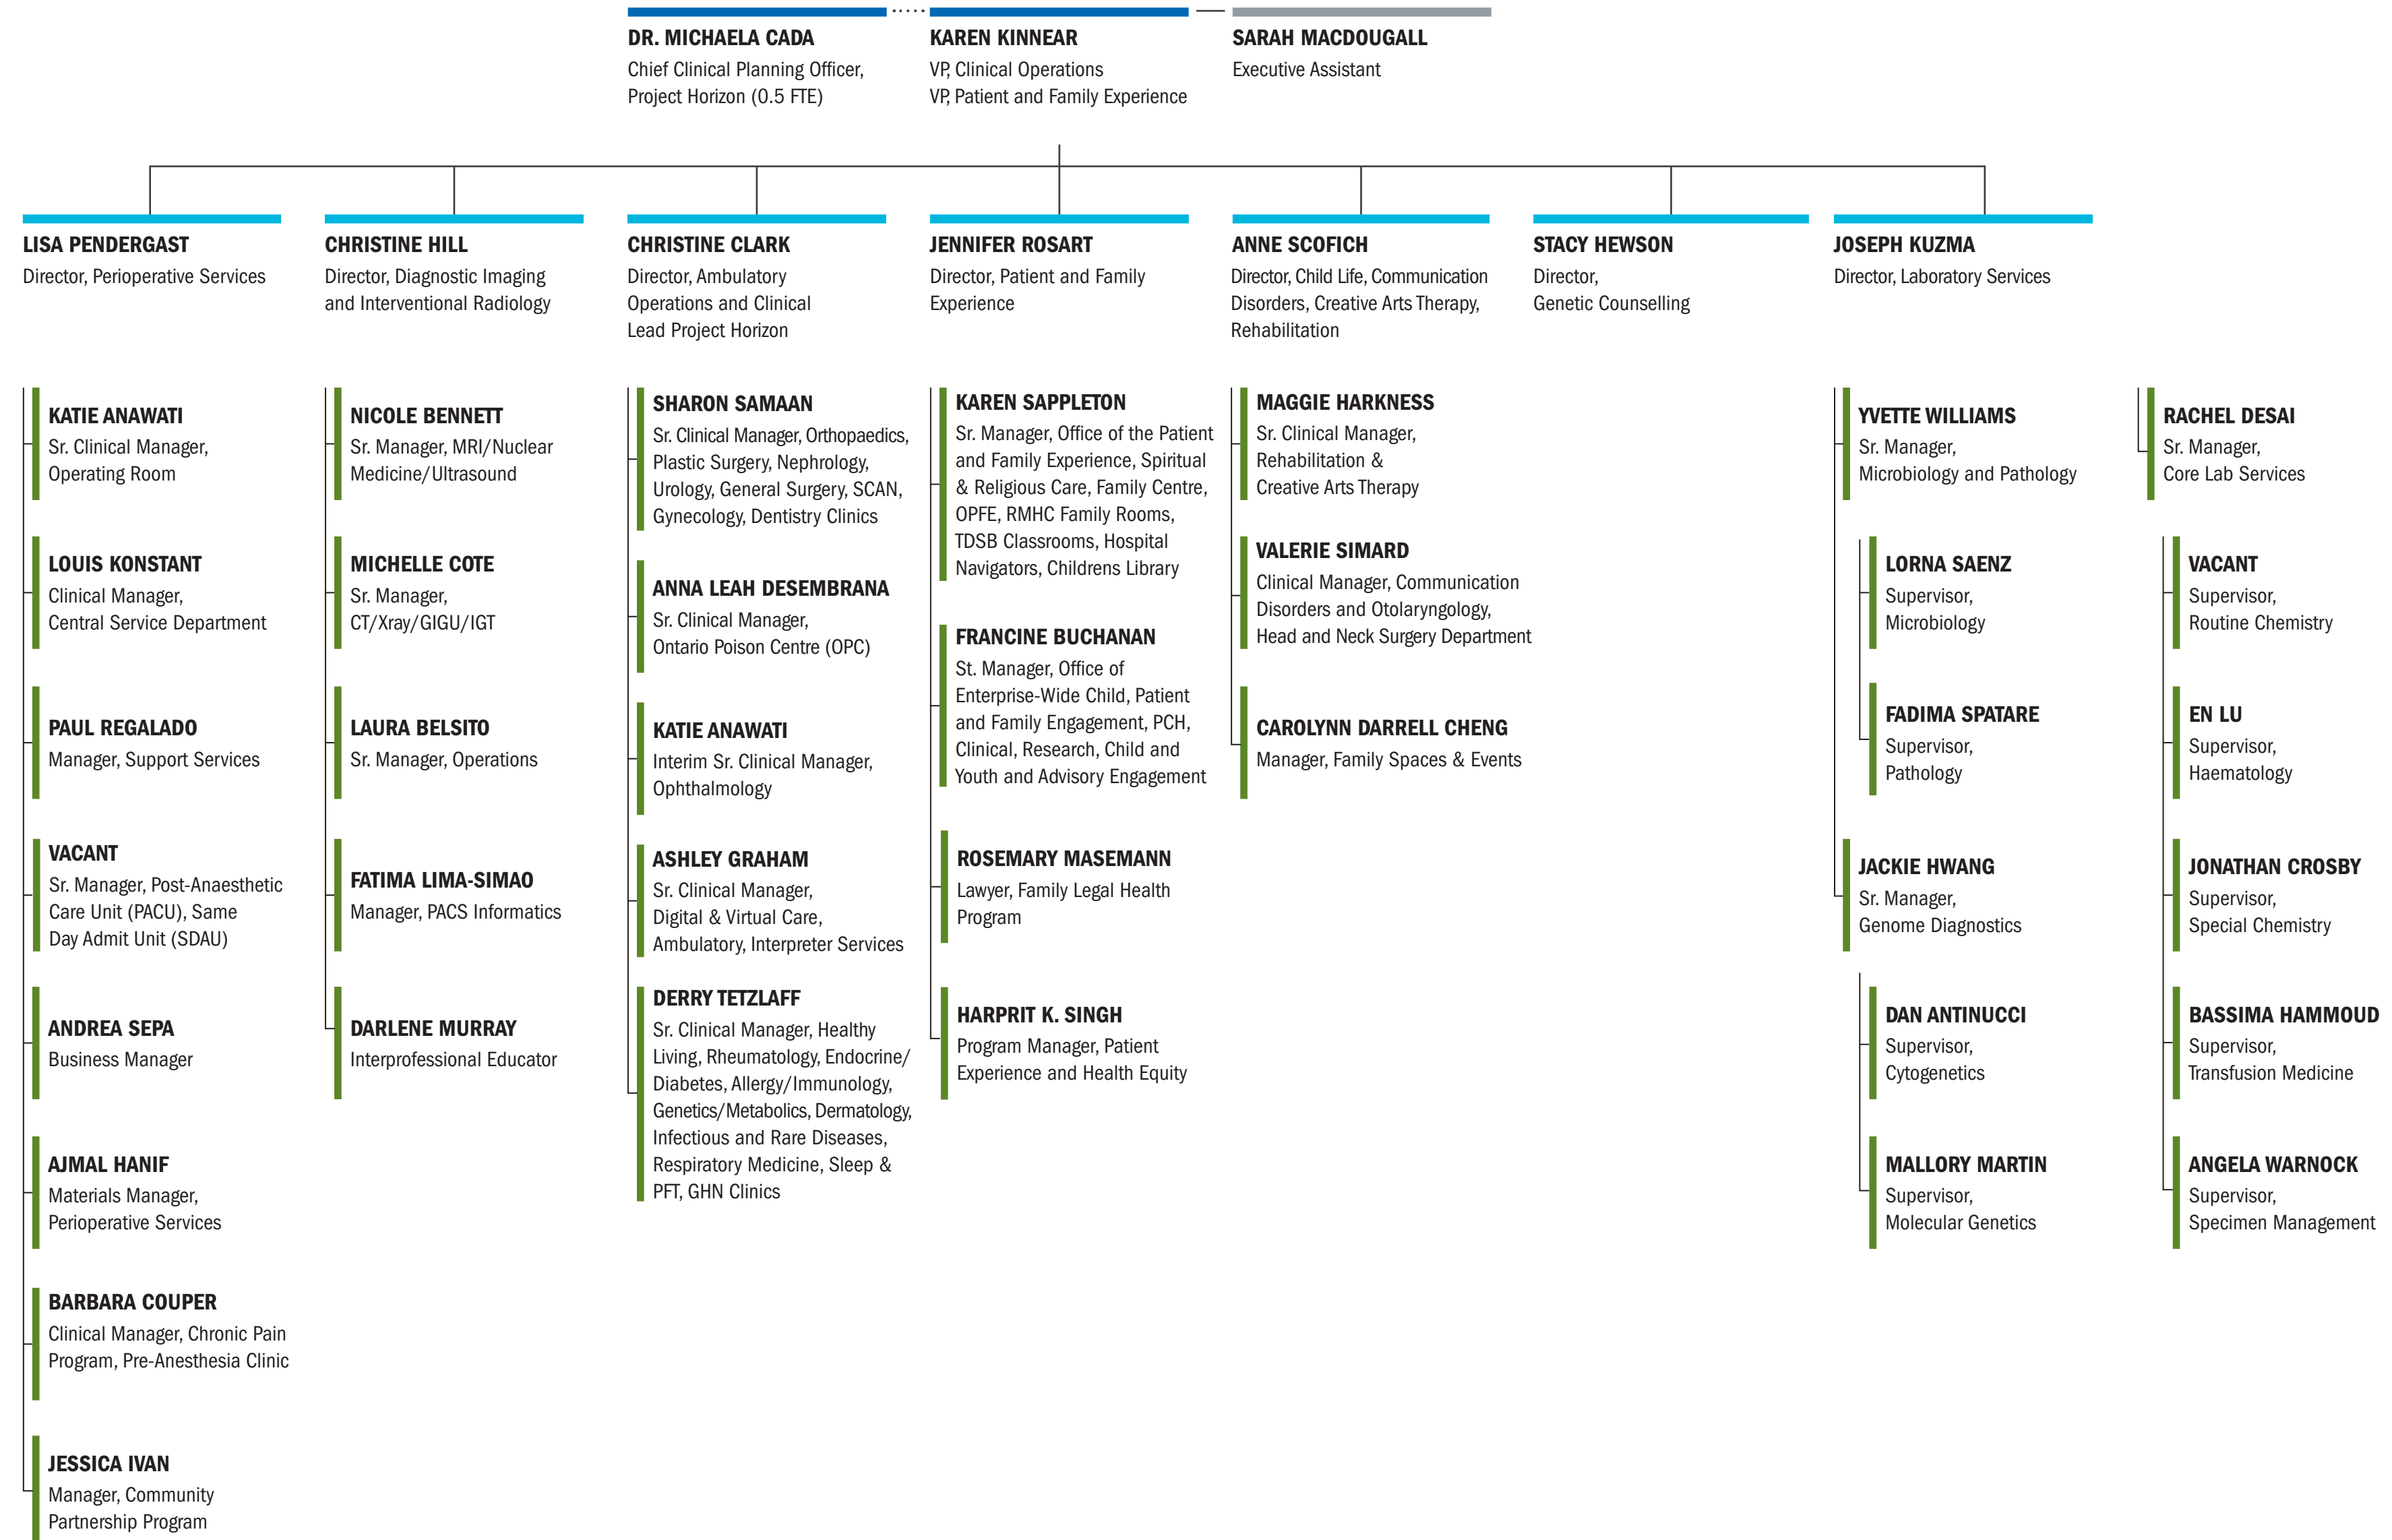 DR. MICHAELA CADA
Chief Clinical Planning Officer,
Project Horizon (0.5 FTE)
KAREN KINNEAR
VP, Clinical Operations
VP, Patient and Family Experience
SARAH MACDOUGALL
Executive Assistant
LISA PENDERGAST
Director, Perioperative Services
KATIE ANAWATI
Sr. Clinical Manager,
Operating Room
LOUIS KONSTANT
Clinical Manager,
Central Service Department
PAUL REGALADO
Manager, Support Services
VACANT
Sr. Manager, Post-Anaesthetic
Care Unit (PACU), Same
Day Admit Unit (SDAU)
ANDREA SEPA
Business Manager
AJMAL HANIF
Materials Manager,
Perioperative Services
BARBARA COUPER
Clinical Manager, Chronic Pain
Program, Pre-Anesthesia Clinic
JESSICA IVAN
Manager, Community
Partnership Program
CHRISTINE HILL
Director, Diagnostic Imaging
and Interventional Radiology
NICOLE BENNETT
Sr. Manager, MRI/Nuclear
Medicine/Ultrasound
MICHELLE COTE
Sr. Manager,
CT/Xray/GIGU/IGT
LAURA BELSITO
Sr. Manager, Operations
FATIMA LIMA-SIMAO
Manager, PACS Informatics
DARLENE MURRAY
Interprofessional Educator
CHRISTINE CLARK
Director, Ambulatory
Operations and Clinical
Lead Project Horizon
SHARON SAMAAN
Sr. Clinical Manager, Orthopaedics,
Plastic Surgery, Nephrology,
Urology, General Surgery, SCAN,
Gynecology, Dentistry Clinics
ANNA LEAH DESEMBRANA
Sr. Clinical Manager,
Ontario Poison Centre (OPC)
KATIE ANAWATI
Interim Sr. Clinical Manager,
Ophthalmology
ASHLEY GRAHAM
Sr. Clinical Manager,
Digital & Virtual Care,
Ambulatory, Interpreter Services
DERRY TETZLAFF
Sr. Clinical Manager, Healthy
Living, Rheumatology, Endocrine/
Diabetes, Allergy/Immunology,
Genetics/Metabolics, Dermatology,
Infectious and Rare Diseases,
Respiratory Medicine, Sleep &
PFT, GHN Clinics
JENNIFER ROSART
Director, Patient and Family
Experience
KAREN SAPPLETON
Sr. Manager, Office of the Patient
and Family Experience, Spiritual
& Religious Care, Family Centre,
OPFE, RMHC Family Rooms,
TDSB Classrooms, Hospital
Navigators, Childrens Library
FRANCINE BUCHANAN
St. Manager, Office of
Enterprise-Wide Child, Patient
and Family Engagement, PCH,
Clinical, Research, Child and
Youth and Advisory Engagement
ROSEMARY MASEMANN
Lawyer, Family Legal Health
Program
HARPRIT K. SINGH
Program Manager, Patient
Experience and Health Equity
ANNE SCOFICH
Director, Child Life, Communication
Disorders, Creative Arts Therapy,
Rehabilitation
MAGGIE HARKNESS
Sr. Clinical Manager,
Rehabilitation &
Creative Arts Therapy
VALERIE SIMARD
Clinical Manager, Communication
Disorders and Otolaryngology,
Head and Neck Surgery Department
CAROLYNN DARRELL CHENG
Manager, Family Spaces & Events
STACY HEWSON
Director,
Genetic Counselling
JOSEPH KUZMA
Director, Laboratory Services
YVETTE WILLIAMS
Sr. Manager,
Microbiology and Pathology
LORNA SAENZ
Supervisor,
Microbiology
FADIMA SPATARE
Supervisor,
Pathology
JACKIE HWANG
Sr. Manager,
Genome Diagnostics
DAN ANTINUCCI
Supervisor,
Cytogenetics
MALLORY MARTIN
Supervisor,
Molecular Genetics
RACHEL DESAI
Sr. Manager,
Core Lab Services
VACANT
Supervisor,
Routine Chemistry
EN LU
Supervisor,
Haematology
JONATHAN CROSBY
Supervisor,
Special Chemistry
BASSIMA HAMMOUD
Supervisor,
Transfusion Medicine
ANGELA WARNOCK
Supervisor,
Specimen Management